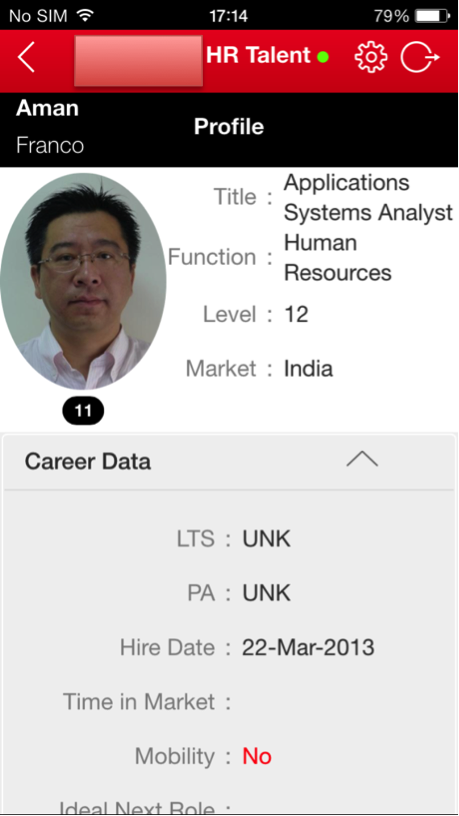 No SIM 17:14 79%
HR Talent
Aman
Franco
Profile
Title : Applications
Systems Analyst
Function : Human
Resources
Level : 12
Market : India
11
Career Data
LTS : UNK
PA : UNK
Hire Date : 22-Mar-2013
Time in Market :
Mobility : No
Ideal Next Role :